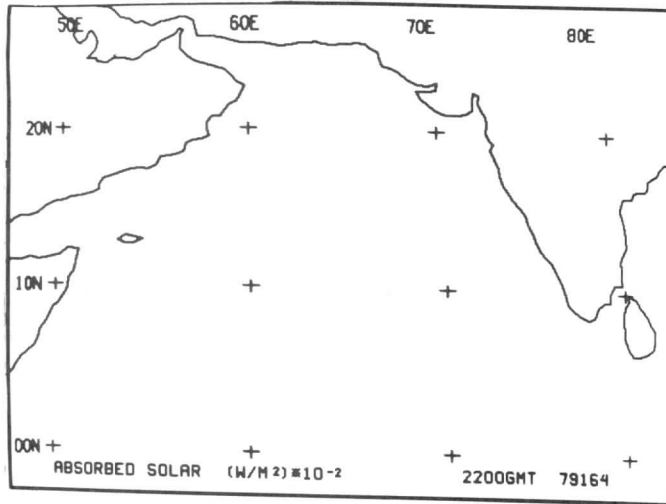 50E 60E 70E 80E
20N
10N
00N
ABSORBED SOLAR (W/M²)*10⁻² 2200GMT 79164